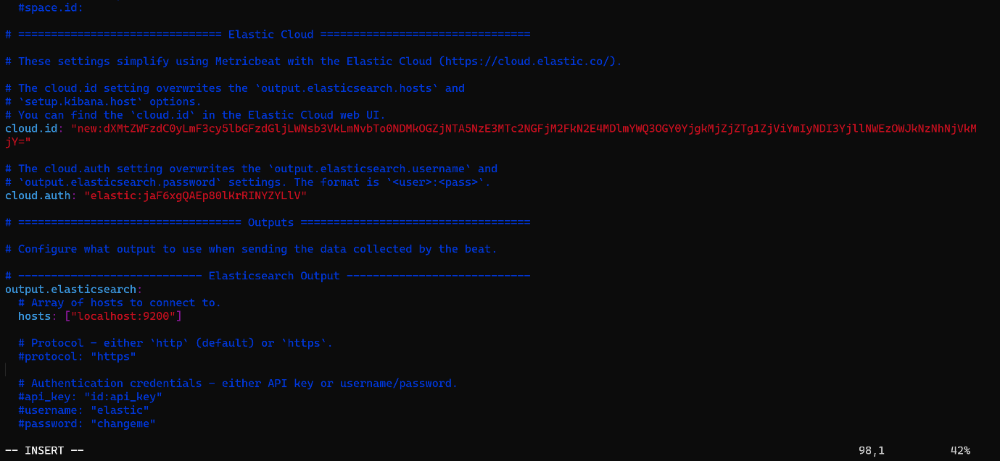 #space.id:
# =============================== Elastic Cloud ================================
# These settings simplify using Metricbeat with the Elastic Cloud (https://cloud.elastic.co/).
# The cloud.id setting overwrites the `output.elasticsearch.hosts` and
# `setup.kibana.host` options.
# You can find the `cloud.id` in the Elastic Cloud web UI.
cloud.id: "new:dXMtZWFzdC0yLmF3cy5lbGFzdGljLWNsb3VkLmNvbTo0NDMkOGZjNTA5NzE3MTc2NGFjM2FkN2E4MDlmYWQ3OGY0YjgkMjZjZTg1ZjViYmIyNDI3YjllNWEzOWJkNzNhNjVkM
jY="
# The cloud.auth setting overwrites the `output.elasticsearch.username` and
# `output.elasticsearch.password` settings. The format is `<user>:<pass>`.
cloud.auth: "elastic:jaF6xgQAEp80lKrRINYZYLlV"
# ================================== Outputs ===================================
# Configure what output to use when sending the data collected by the beat.
# ---------------------------- Elasticsearch Output ----------------------------
output.elasticsearch:
# Array of hosts to connect to.
hosts: ["localhost:9200"]
# Protocol - either `http` (default) or `https`.
#protocol: "https"
# Authentication credentials - either API key or username/password.
#api_key: "id:api_key"
#username: "elastic"
#password: "changeme"
-- INSERT -- 98,1 42%